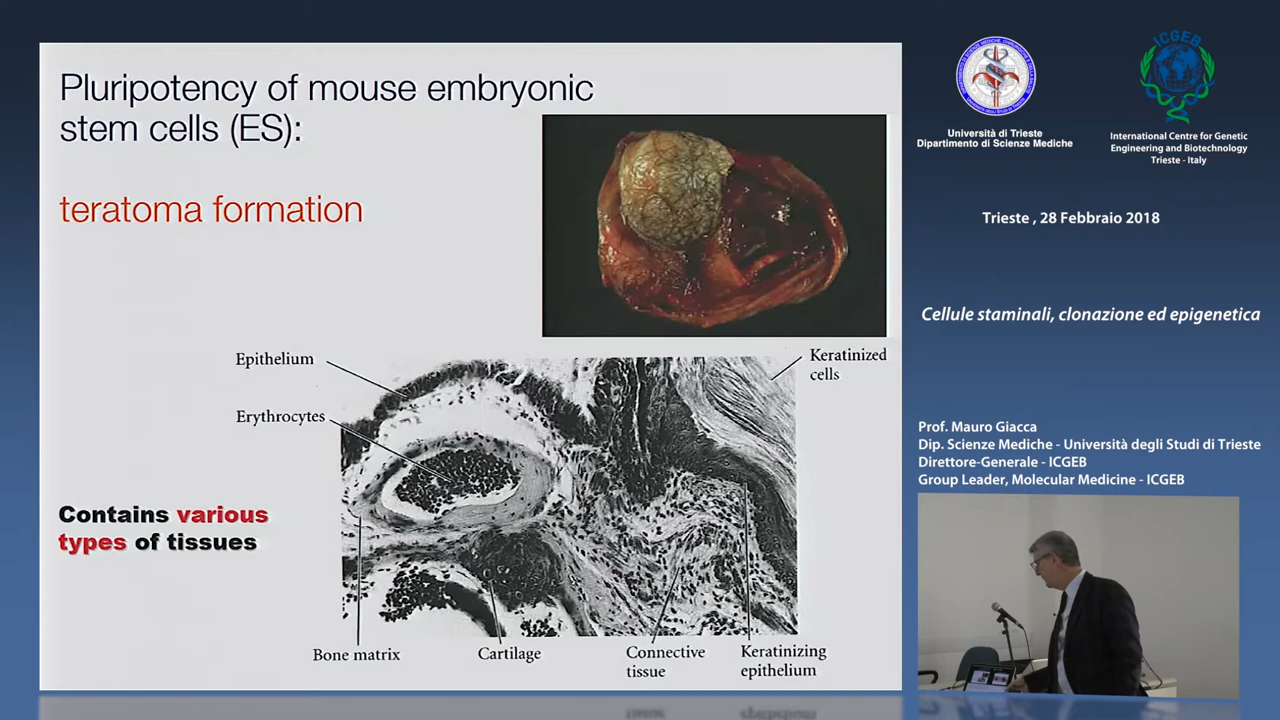 Pluripotency of mouse embryonic
stem cells (ES):
teratoma formation
Epithelium
Erythrocytes
Keratinized
cells
Contains various
types of tissues
Bone matrix
Cartilage
Connective
tissue
Keratinizing
epithelium
Università di Trieste
Dipartimento di Scienze Mediche
ICGEB
International Centre for Genetic
Engineering and Biotechnology
Trieste - Italy
Trieste , 28 Febbraio 2018
Cellule staminali, clonazione ed epigenetica
Prof. Mauro Giacca
Dip. Scienze Mediche - Università degli Studi di Trieste
Direttore-Generale - ICGEB
Group Leader, Molecular Medicine - ICGEB